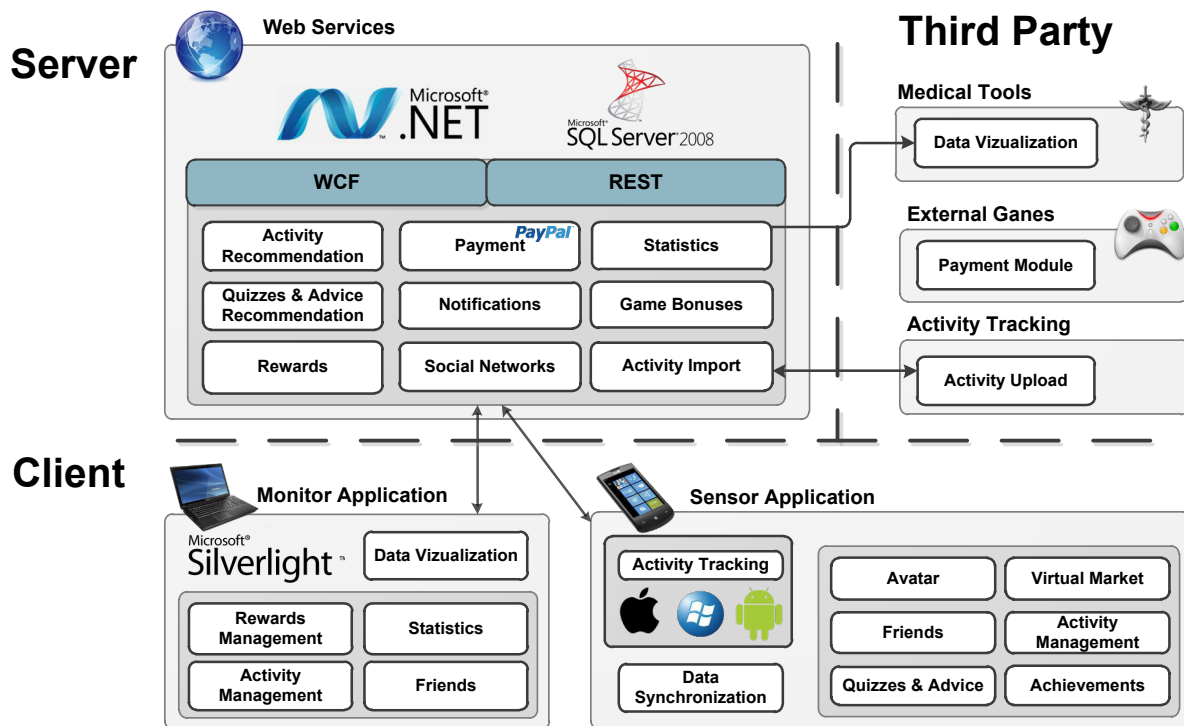 Server
Web Services
Microsoft®
.NET
™
Microsoft®
SQL Server®2008
WCF
REST
Activity
Recommendation
Payment
PayPal
Statistics
Quizzes & Advice
Recommendation
Notifications
Game Bonuses
Rewards
Social Networks
Activity Import
Third Party
Medical Tools
Data Vizualization
External Ganes
Payment Module
Activity Tracking
Activity Upload
Client
Monitor Application
Microsoft®
Silverlight ™
Data Vizualization
Rewards
Management
Statistics
Activity
Management
Friends
Sensor Application
Activity Tracking
Data
Synchronization
Avatar
Virtual Market
Friends
Activity
Management
Quizzes & Advice
Achievements